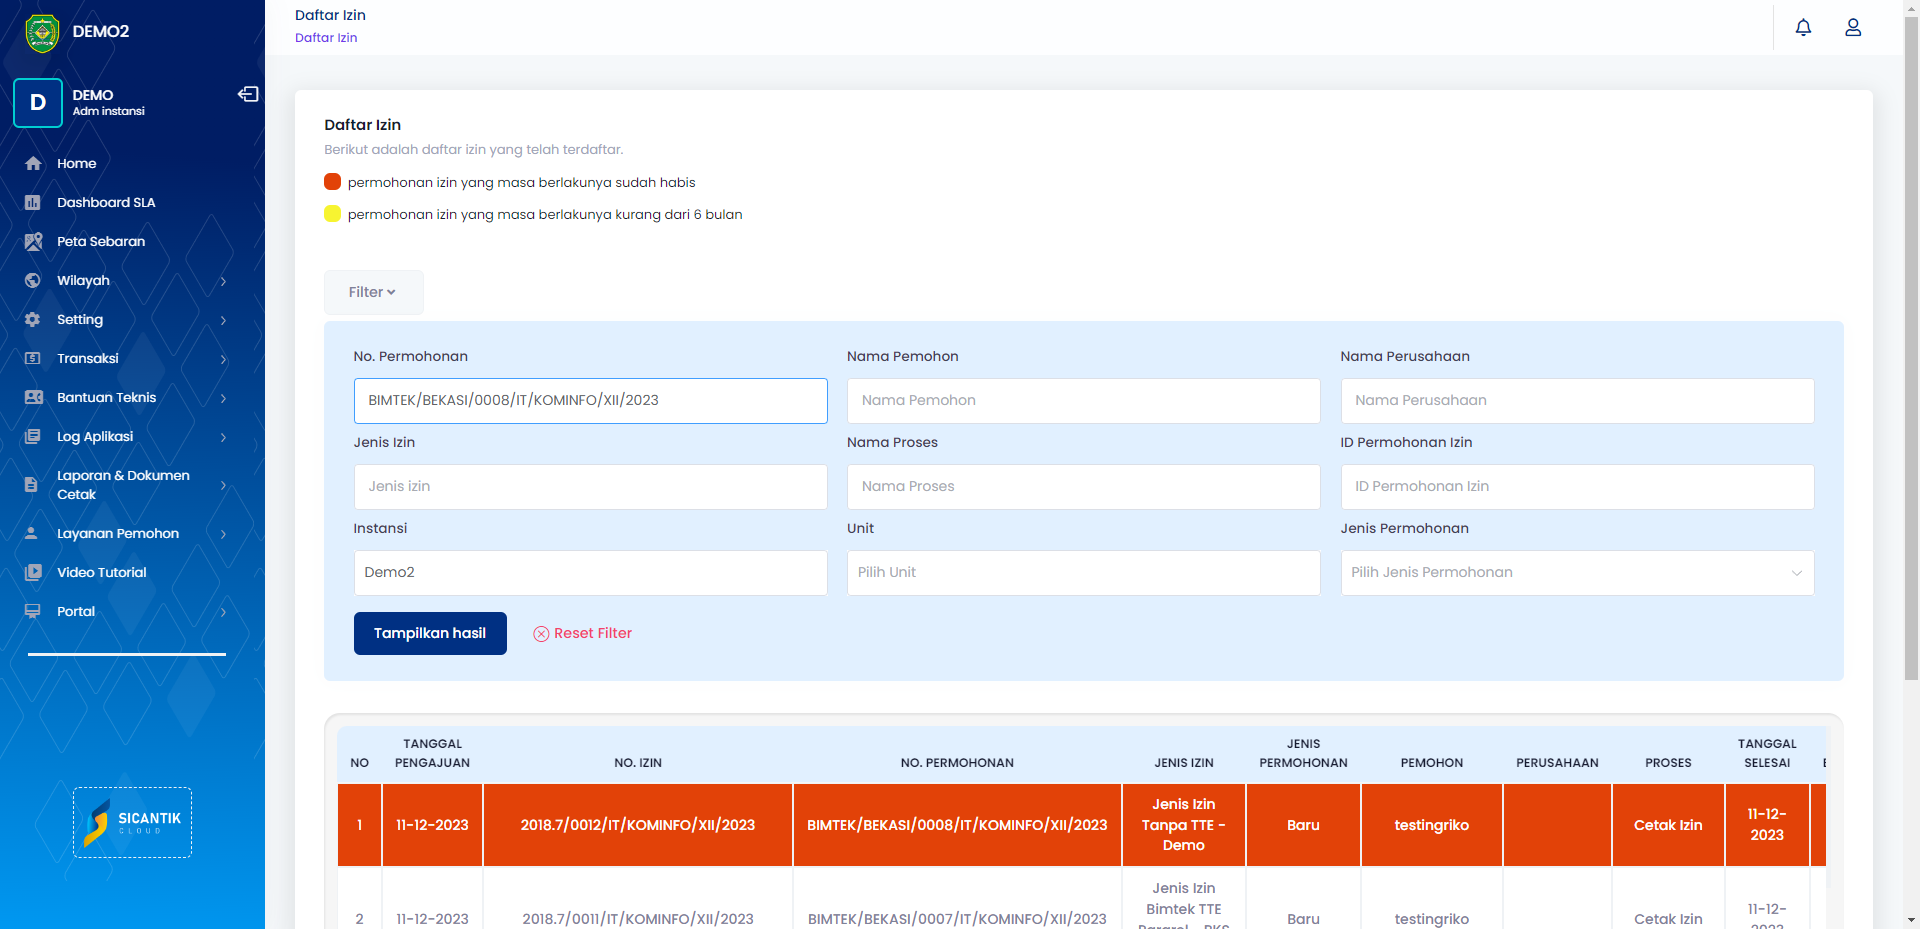 DEMO2
D
DEMO
Adm instansi
Home
Dashboard SLA
Peta Sebaran
Wilayah
Setting
Transaksi
Bantuan Teknis
Log Aplikasi
Laporan & Dokumen
Cetak
Layanan Pemohon
Video Tutorial
Portal
SICANTIK
CLOUD
Daftar Izin
Daftar Izin
Daftar Izin
Berikut adalah daftar izin yang telah terdaftar.
permohonan izin yang masa berlakunya sudah habis
permohonan izin yang masa berlakunya kurang dari 6 bulan
Filter
No. Permohonan Nama Pemohon Nama Perusahaan
BIMTEK/BEKASI/0008/IT/KOMINFO/XII/2023 Nama Pemohon Nama Perusahaan
Jenis Izin Nama Proses ID Permohonan Izin
Jenis izin Nama Proses ID Permohonan Izin
Instansi Unit Jenis Permohonan
Demo2 Pilih Unit Pilih Jenis Permohonan
Tampilkan hasil Reset Filter
NO TANGGAL PENGAJUAN NO. IZIN NO. PERMOHONAN JENIS IZIN JENIS PERMOHONAN PEMOHON PERUSAHAAN PROSES TANGGAL SELESAI
1 11-12-2023 2018.7/0012/IT/KOMINFO/XII/2023 BIMTEK/BEKASI/0008/IT/KOMINFO/XII/2023 Jenis Izin Tanpa TTE - Demo Baru testingriko Cetak Izin 11-12-2023
2 11-12-2023 2018.7/0011/IT/KOMINFO/XII/2023 BIMTEK/BEKASI/0007/IT/KOMINFO/XII/2023 Jenis Izin Bimtek TTE Baru testingriko Cetak Izin 11-12-